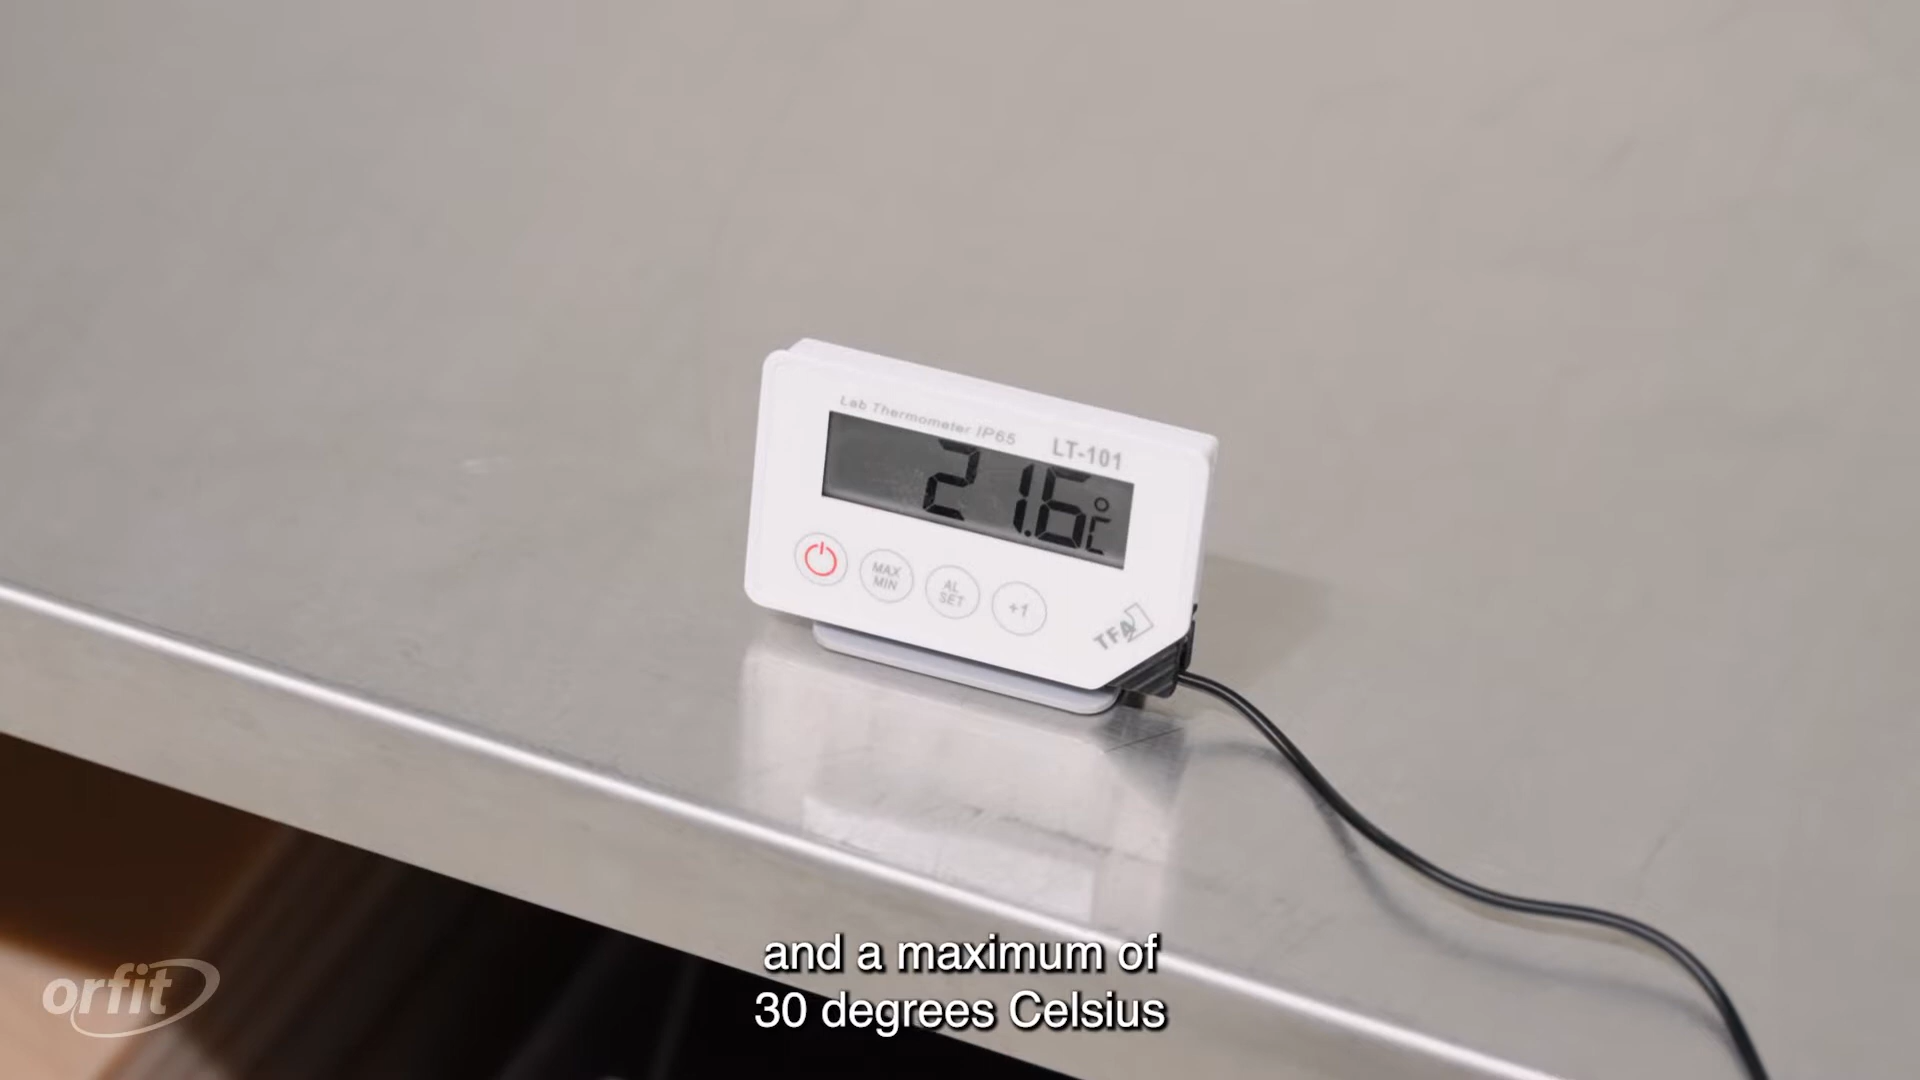 Lab Thermometer IP65
LT-101
21.6°C
MAX
MIN
AL
SET
+1
TFA
orfit
and a maximum of
30 degrees Celsius